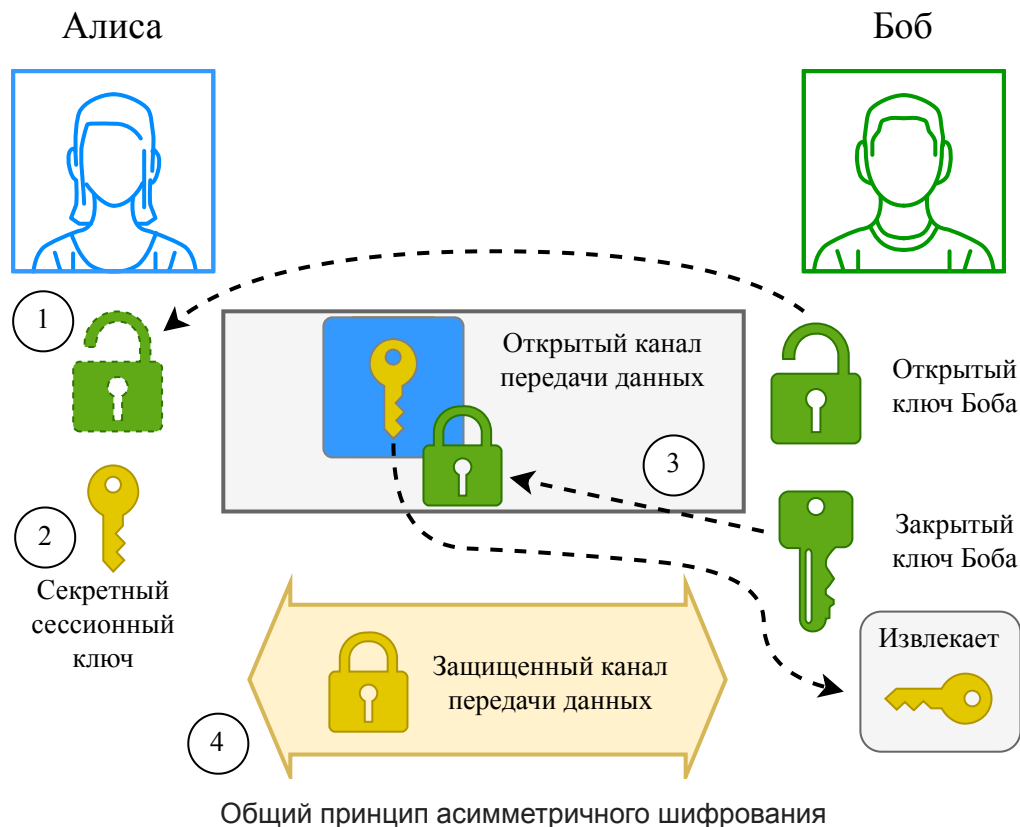 Алиса
Боб
1
Открытый канал
передачи данных
Открытый
ключ Боба
3
2
Закрытый
ключ Боба
Секретный
сессионный
ключ
Извлекает
Защищенный канал
передачи данных
4
Общий принцип асимметричного шифрования